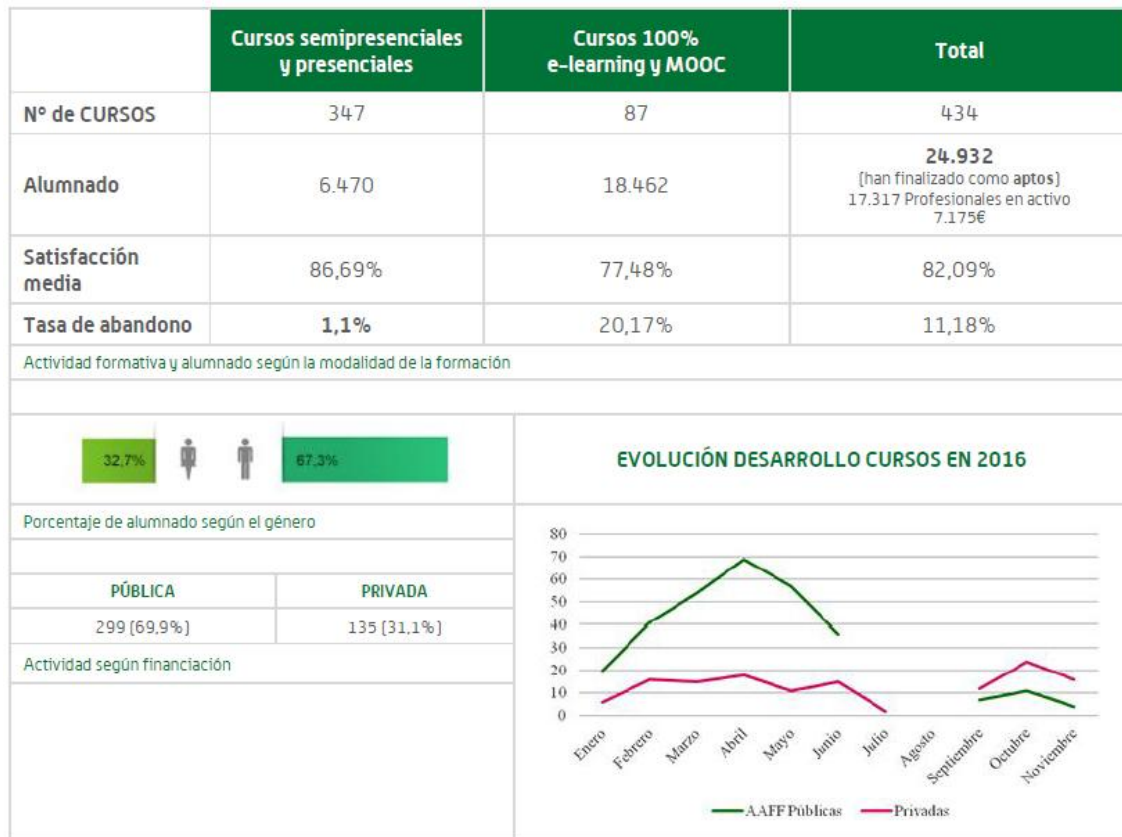 Cursos semipresenciales y presenciales
Cursos 100% e-learning y MOOC
Total
Nº de CURSOS
347
87
434
Alumnado
6.470
18.462
24.932
(han finalizado como aptos)
17.317 Profesionales en activo
7.175€
Satisfacción media
86,69%
77,48%
82,09%
Tasa de abandono
1,1%
20,17%
11,18%
Actividad formativa y alumnado según la modalidad de la formación
32,7%
67,3%
Porcentaje de alumnado según el género
PÚBLICA
PRIVADA
299 (69,9%)
135 (31,1%)
Actividad según financiación
EVOLUCIÓN DESARROLLO CURSOS EN 2016
80
70
60
50
40
30
20
10
0
Enero
Febrero
Marzo
Abril
Mayo
Junio
Julio
Agosto
Septiembre
Octubre
Noviembre
AAFF Públicas
Privadas